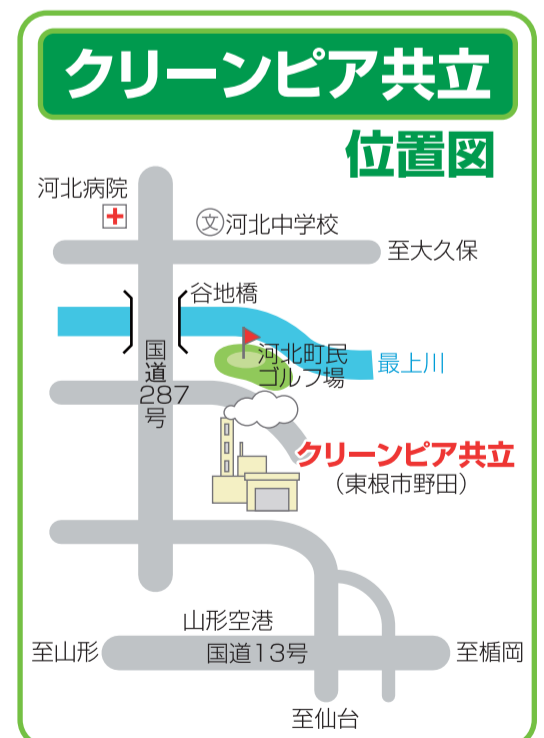 クリーンピア共立
位置図
河北病院
文
河北中学校
至大久保
谷地橋
国道287号
河北町民
ゴルフ場
最上川
クリーンピア共立
（東根市野田）
山形空港
至山形
国道13号
至楯岡
至仙台